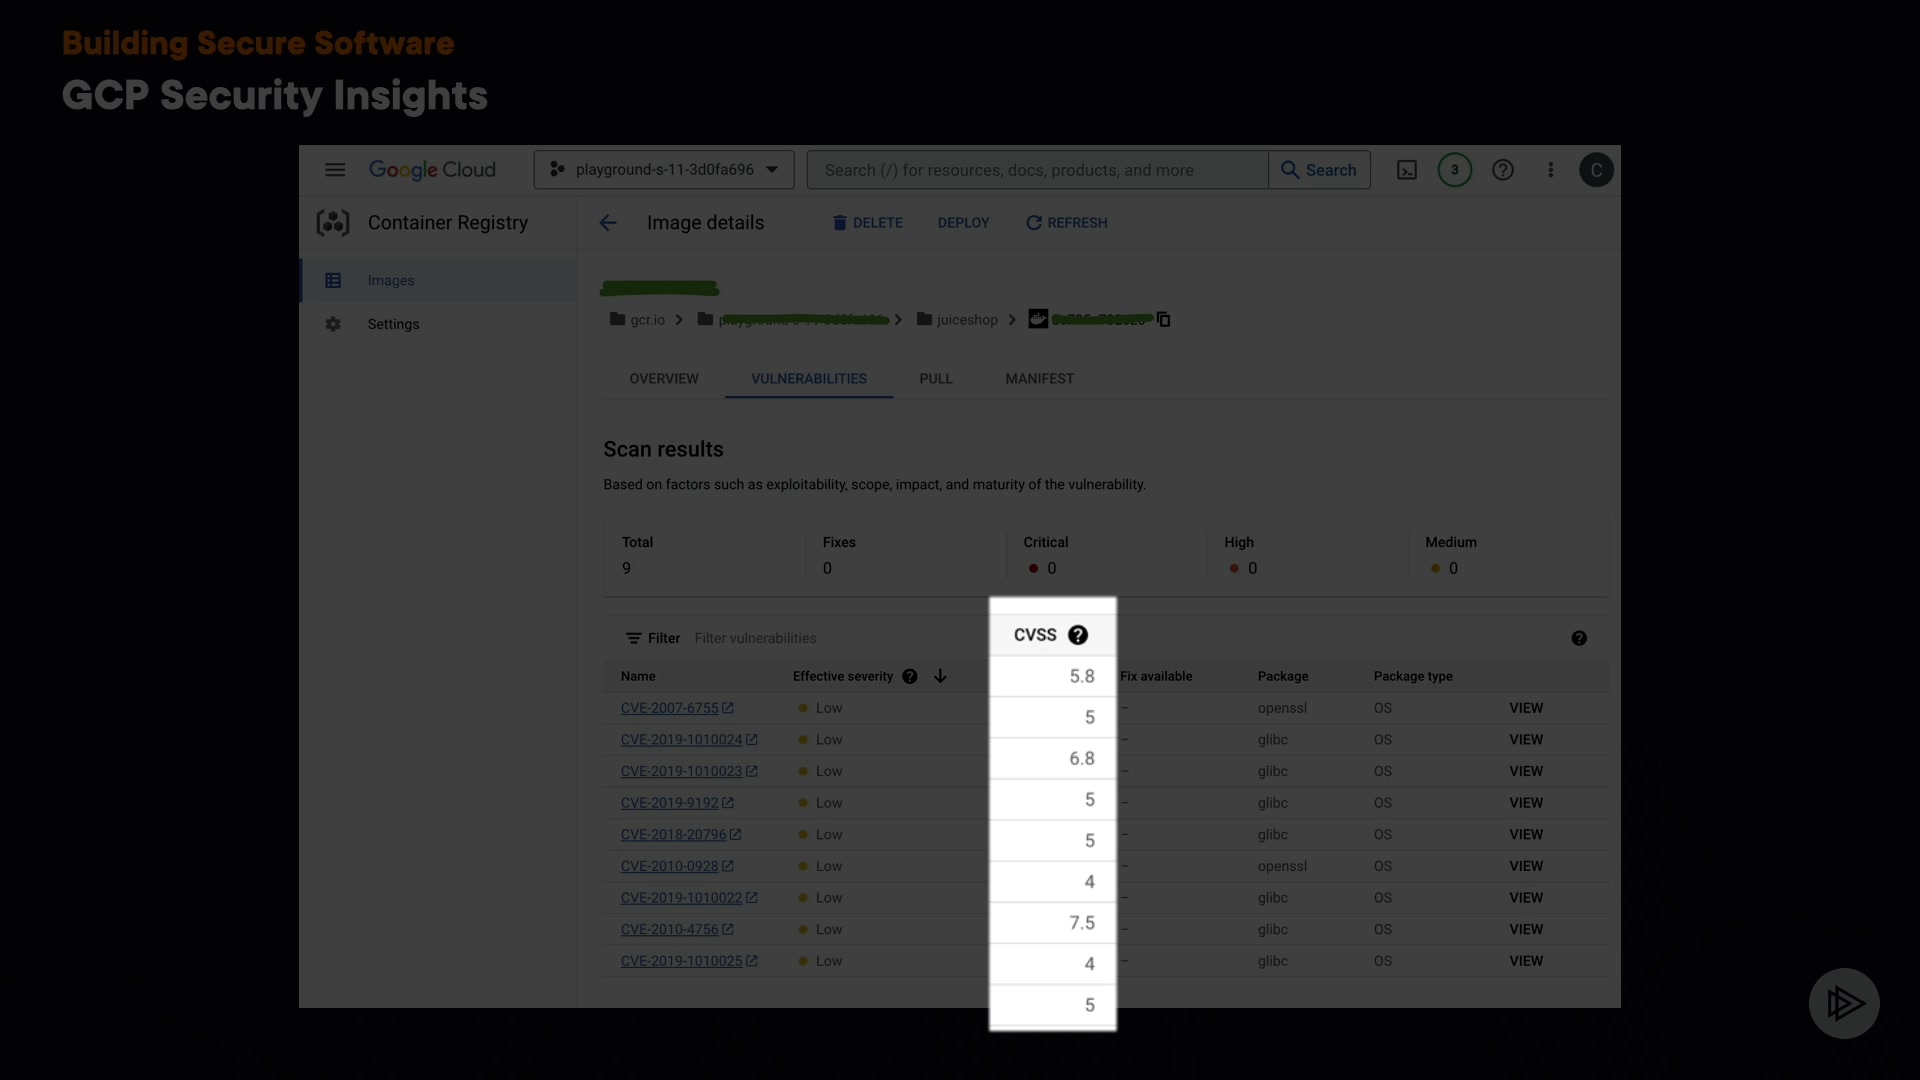 Building Secure Software
GCP Security Insights
Google Cloud playground-s-11-3d0fa696 Search (/) for resources, docs, products, and more Search 3 C
Container Registry Image details DELETE DEPLOY REFRESH
Images
Settings
gcr.io juiceshop
OVERVIEW VULNERABILITIES PULL MANIFEST
Scan results
Based on factors such as exploitability, scope, impact, and maturity of the vulnerability.
Total Fixes Critical High Medium
9 0 0 0 0
Filter Filter vulnerabilities
Name Effective severity CVSS Fix available Package Package type
CVE-2007-6755 Low 5.8 – openssl OS VIEW
CVE-2019-1010024 Low 5 – glibc OS VIEW
CVE-2019-1010023 Low 6.8 – glibc OS VIEW
CVE-2019-9192 Low 5 – glibc OS VIEW
CVE-2018-20796 Low 5 – glibc OS VIEW
CVE-2010-0928 Low 4 – openssl OS VIEW
CVE-2019-1010022 Low 7.5 – glibc OS VIEW
CVE-2010-4756 Low 4 – glibc OS VIEW
CVE-2019-1010025 Low 5 – glibc OS VIEW